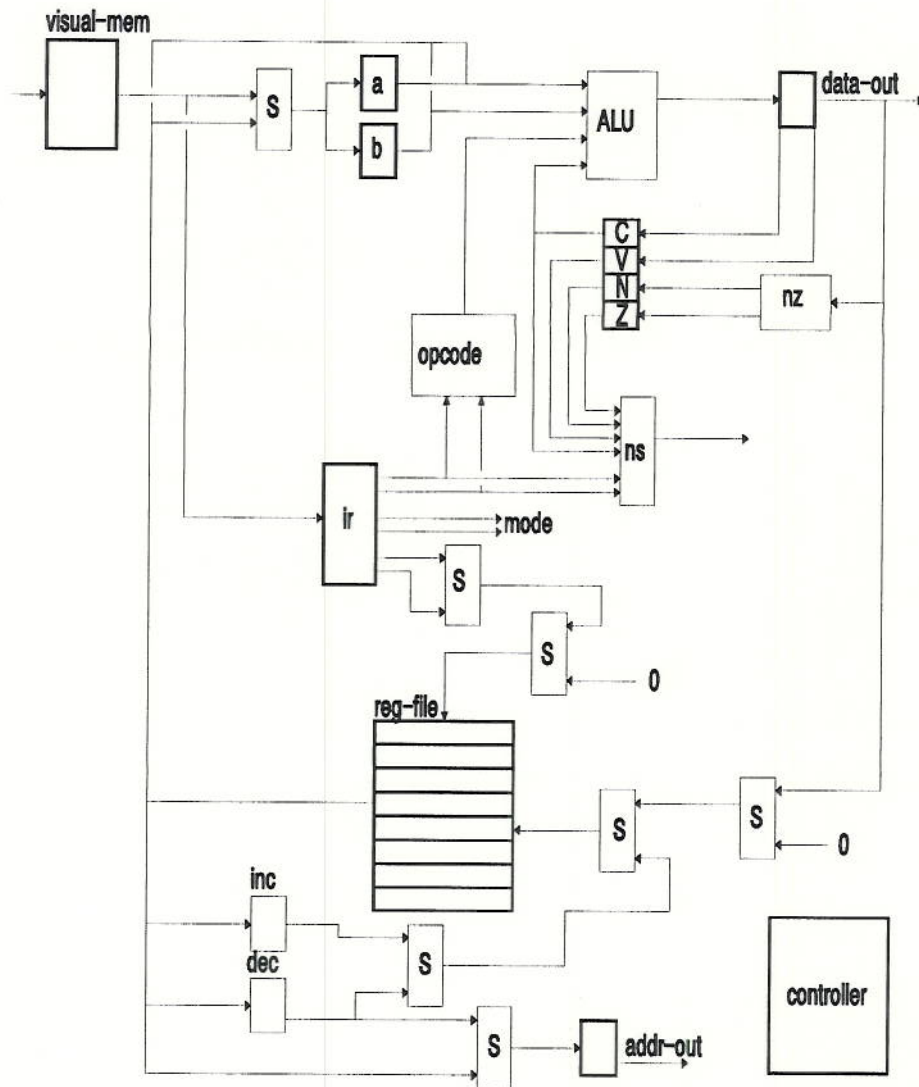 visual-mem
a
S
b
ALU
data-out
C
V
N
Z
nz
opcode
ns
ir
mode
S
S
0
reg-file
S
S
0
inc
dec
S
S
addr-out
controller